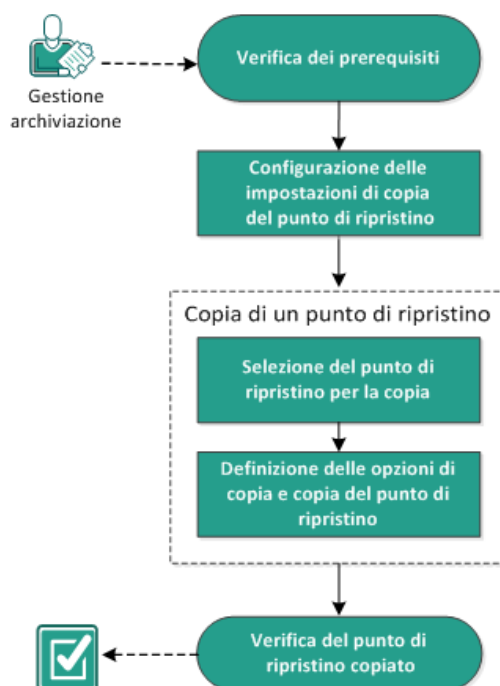 Gestione
archiviazione
Verifica dei prerequisiti
Configurazione delle
impostazioni di copia
del punto di ripristino
Copia di un punto di ripristino
Selezione del punto di
ripristino per la copia
Definizione delle opzioni di
copia e copia del punto di
ripristino
Verifica del punto di
ripristino copiato